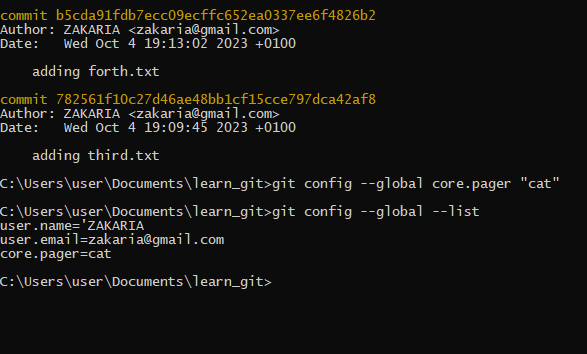 commit b5cda91fdb7ecc09ecffc652ea0337ee6f4826b2
Author: ZAKARIA <zakaria@gmail.com>
Date:   Wed Oct 4 19:13:02 2023 +0100
    adding forth.txt
commit 782561f10c27d46ae48bb1cf15cce797dca42af8
Author: ZAKARIA <zakaria@gmail.com>
Date:   Wed Oct 4 19:09:45 2023 +0100
    adding third.txt
C:\Users\user\Documents\learn_git>git config --global core.pager "cat"
C:\Users\user\Documents\learn_git>git config --global --list
user.name='ZAKARIA
user.email=zakaria@gmail.com
core.pager=cat
C:\Users\user\Documents\learn_git>